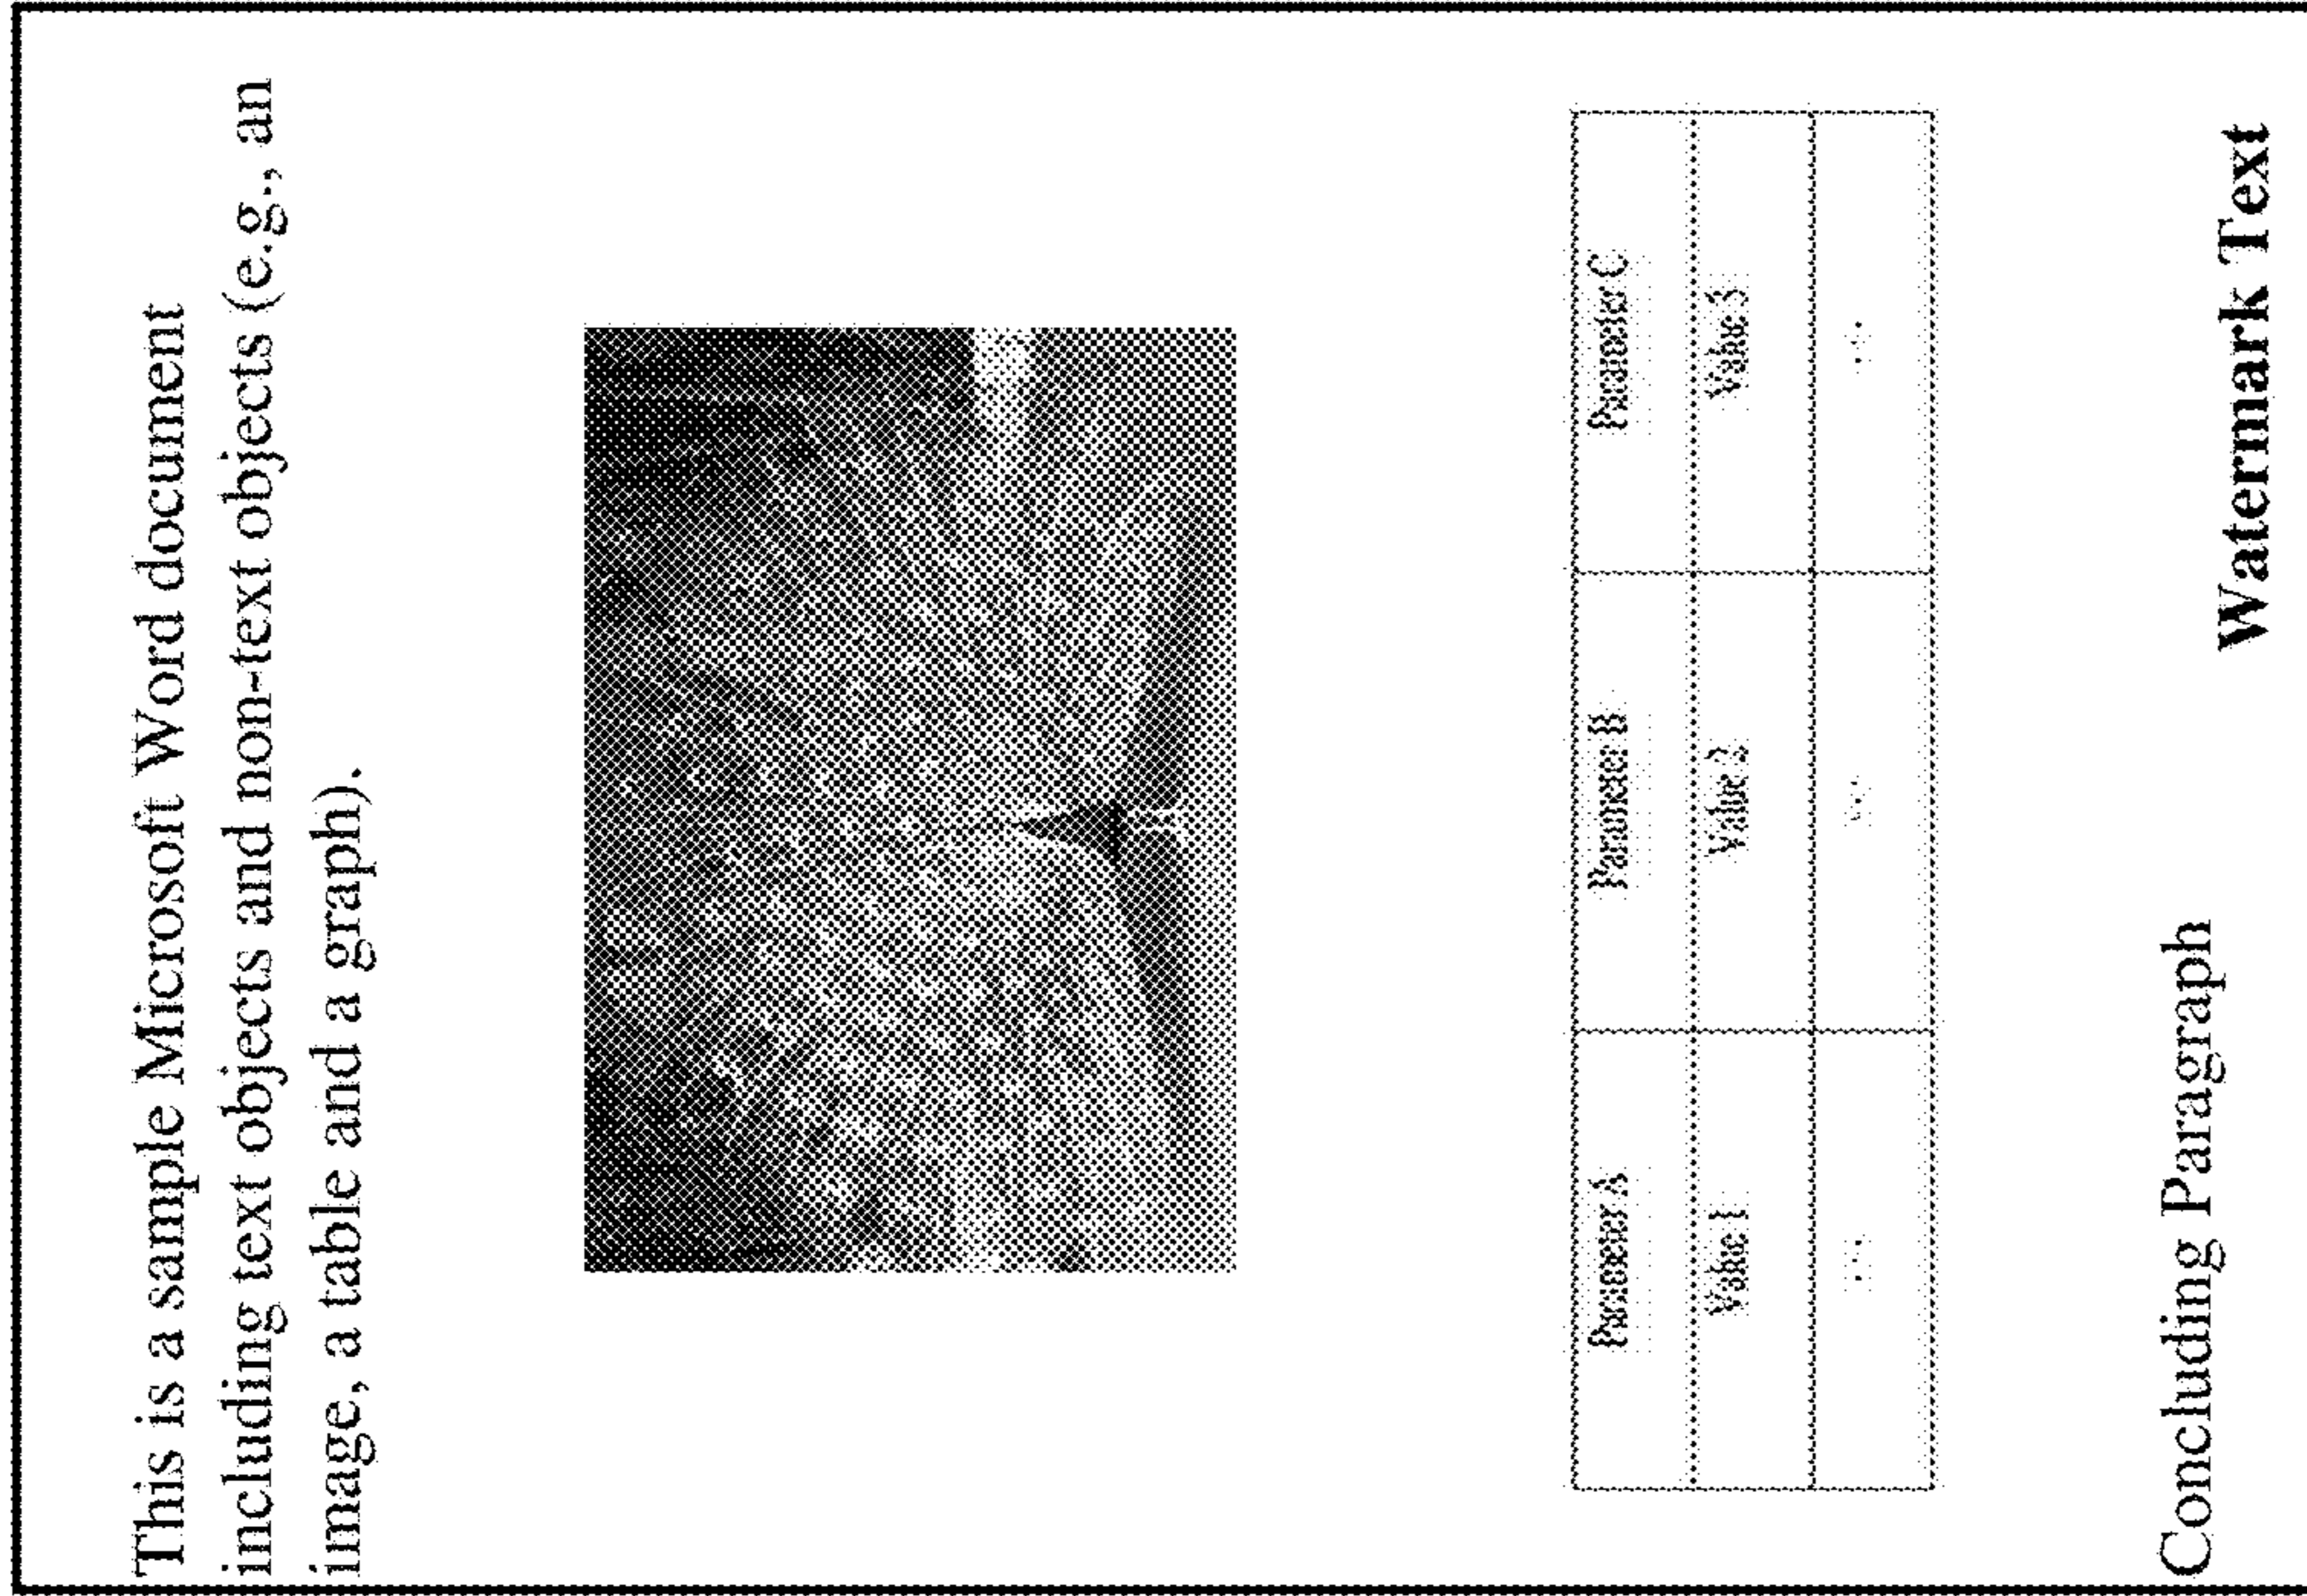 This is a sample Microsoft Word document
including text objects and non-text objects (e.g., an
image, a table and a graph).
Parameter A Parameter B Parameter C
Value 1 Value 2 Value 3
... ... ...
Concluding Paragraph
Watermark Text